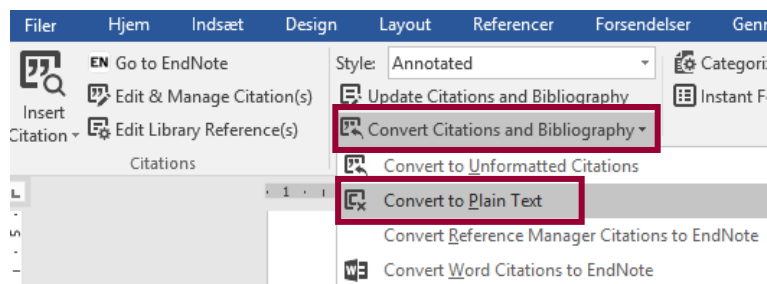 Filer Hjem Indsæt Design Layout Referencer Forsendelser
EN Go to EndNote
Edit & Manage Citation(s)
Edit Library Reference(s)
Insert
Citation
Citations
Style: Annotated
Update Citations and Bibliography
Convert Citations and Bibliography
Convert to Unformatted Citations
Convert to Plain Text
Convert Reference Manager Citations to EndNote
Convert Word Citations to EndNote
Instant
L
1
5